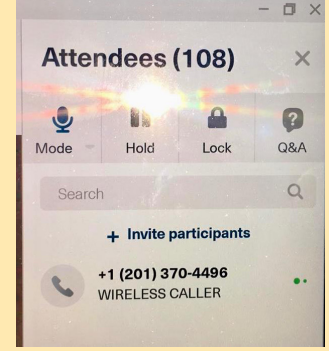 Attendees (108)
Mode Hold Lock Q&A
Search
+ Invite participants
+1 (201) 370-4496
WIRELESS CALLER